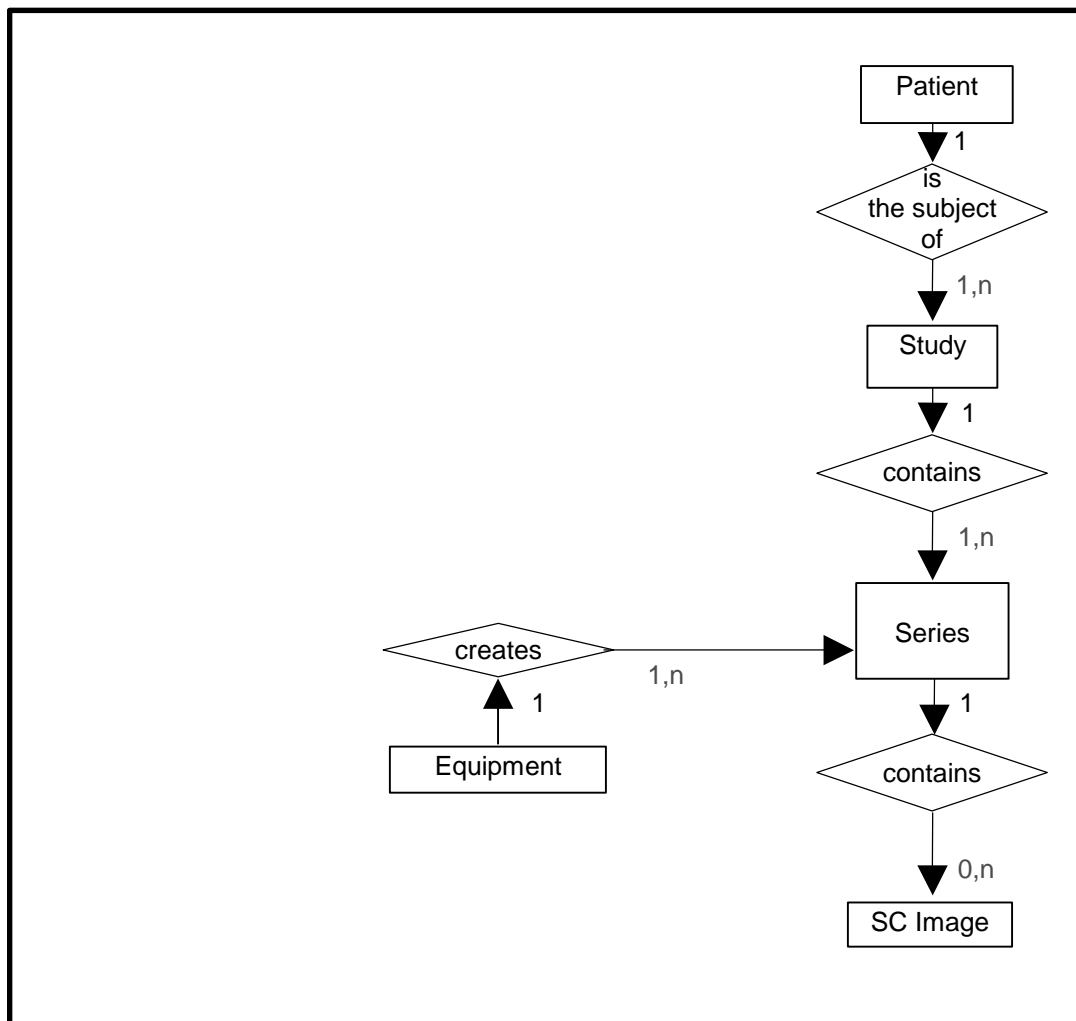 Patient
1
is
the subject
of
1,n
Study
1
contains
1,n
Series
creates
1,n
1
Equipment
1
contains
0,n
SC Image